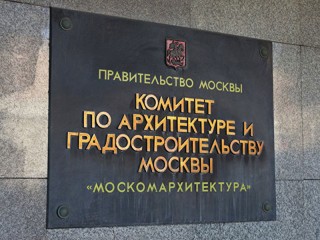 ПРАВИТЕЛЬСТВО МОСКВЫ
КОМИТЕТ
ПО АРХИТЕКТУРЕ И
ГРАДОСТРОИТЕЛЬСТВУ
МОСКВЫ
«МОСКОМАРХИТЕКТУРА»